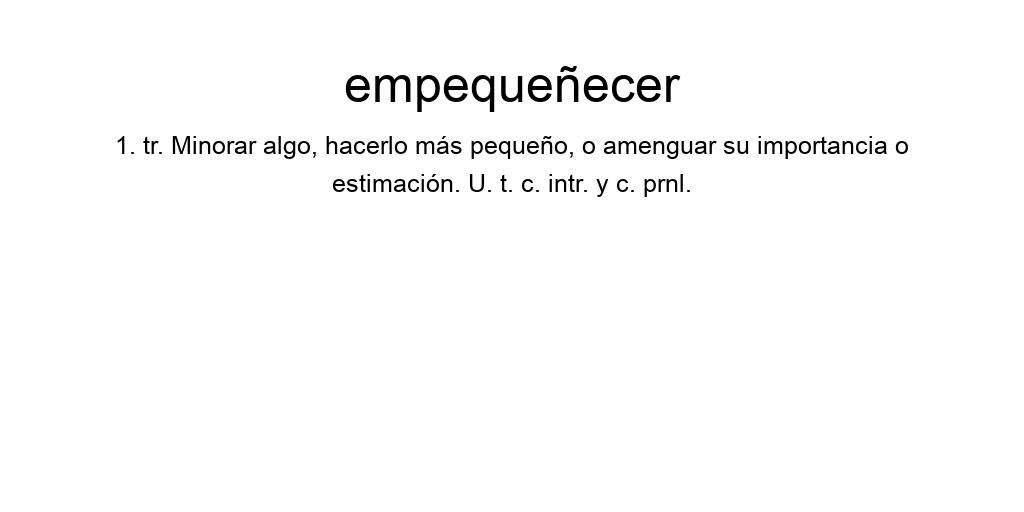 empequeñecer
1. tr. Minorar algo, hacerlo más pequeño, o amenguar su importancia o
estimación. U. t. c. intr. y c. prnl.